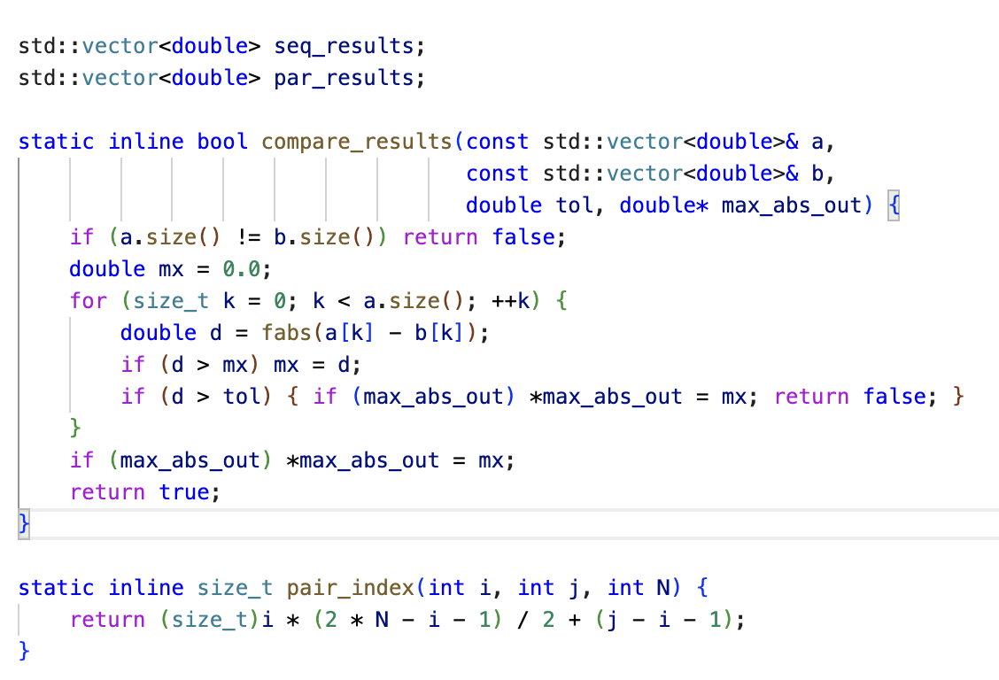 std::vector<double> seq_results;
std::vector<double> par_results;

static inline bool compare_results(const std::vector<double>& a,
                                   const std::vector<double>& b,
                                   double tol, double* max_abs_out) {
    if (a.size() != b.size()) return false;
    double mx = 0.0;
    for (size_t k = 0; k < a.size(); ++k) {
        double d = fabs(a[k] - b[k]);
        if (d > mx) mx = d;
        if (d > tol) { if (max_abs_out) *max_abs_out = mx; return false; }
    }
    if (max_abs_out) *max_abs_out = mx;
    return true;
}

static inline size_t pair_index(int i, int j, int N) {
    return (size_t)i * (2 * N - i - 1) / 2 + (j - i - 1);
}